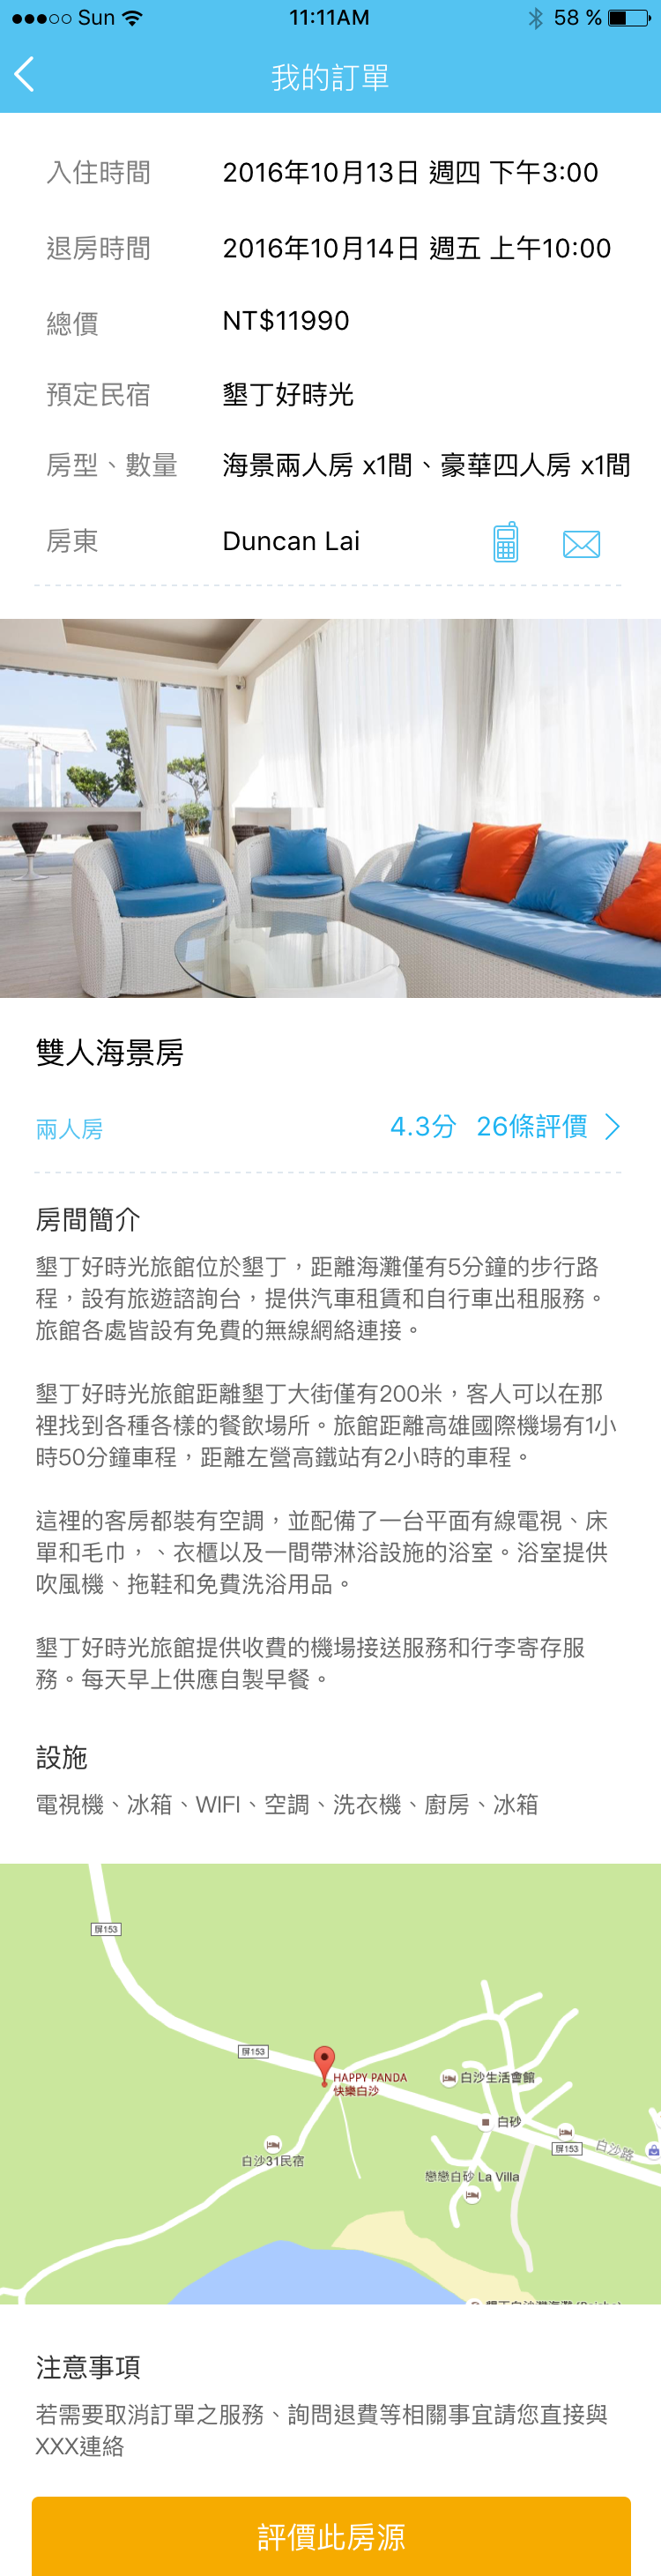 Sun 11:11AM 58 %
我的訂單
入住時間 2016年10月13日 週四 下午3:00
退房時間 2016年10月14日 週五 上午10:00
總價 NT$11990
預定民宿 墾丁好時光
房型、數量 海景兩人房 x1間、豪華四人房 x1間
房東 Duncan Lai
雙人海景房
兩人房 4.3分 26條評價
房間簡介
墾丁好時光旅館位於墾丁，距離海灘僅有5分鐘的步行路
程，設有旅遊諮詢台，提供汽車租賃和自行車出租服務。
旅館各處皆設有免費的無線網絡連接。
墾丁好時光旅館距離墾丁大街僅有200米，客人可以在那
裡找到各種各樣的餐飲場所。旅館距離高雄國際機場有1小
時50分鐘車程，距離左營高鐵站有2小時的車程。
這裡的客房都裝有空調，並配備了一台平面有線電視、床
單和毛巾，、衣櫃以及一間帶淋浴設施的浴室。浴室提供
吹風機、拖鞋和免費洗浴用品。
墾丁好時光旅館提供收費的機場接送服務和行李寄存服
務。每天早上供應自製早餐。
設施
電視機、冰箱、WIFI、空調、洗衣機、廚房、冰箱
屏153
屏153
HAPPY PANDA
快樂白沙
白沙生活會館
白砂
屏153
白沙路
白沙31民宿
戀戀白砂 La Villa
注意事項
若需要取消訂單之服務、詢問退費等相關事宜請您直接與
XXX連絡
評價此房源